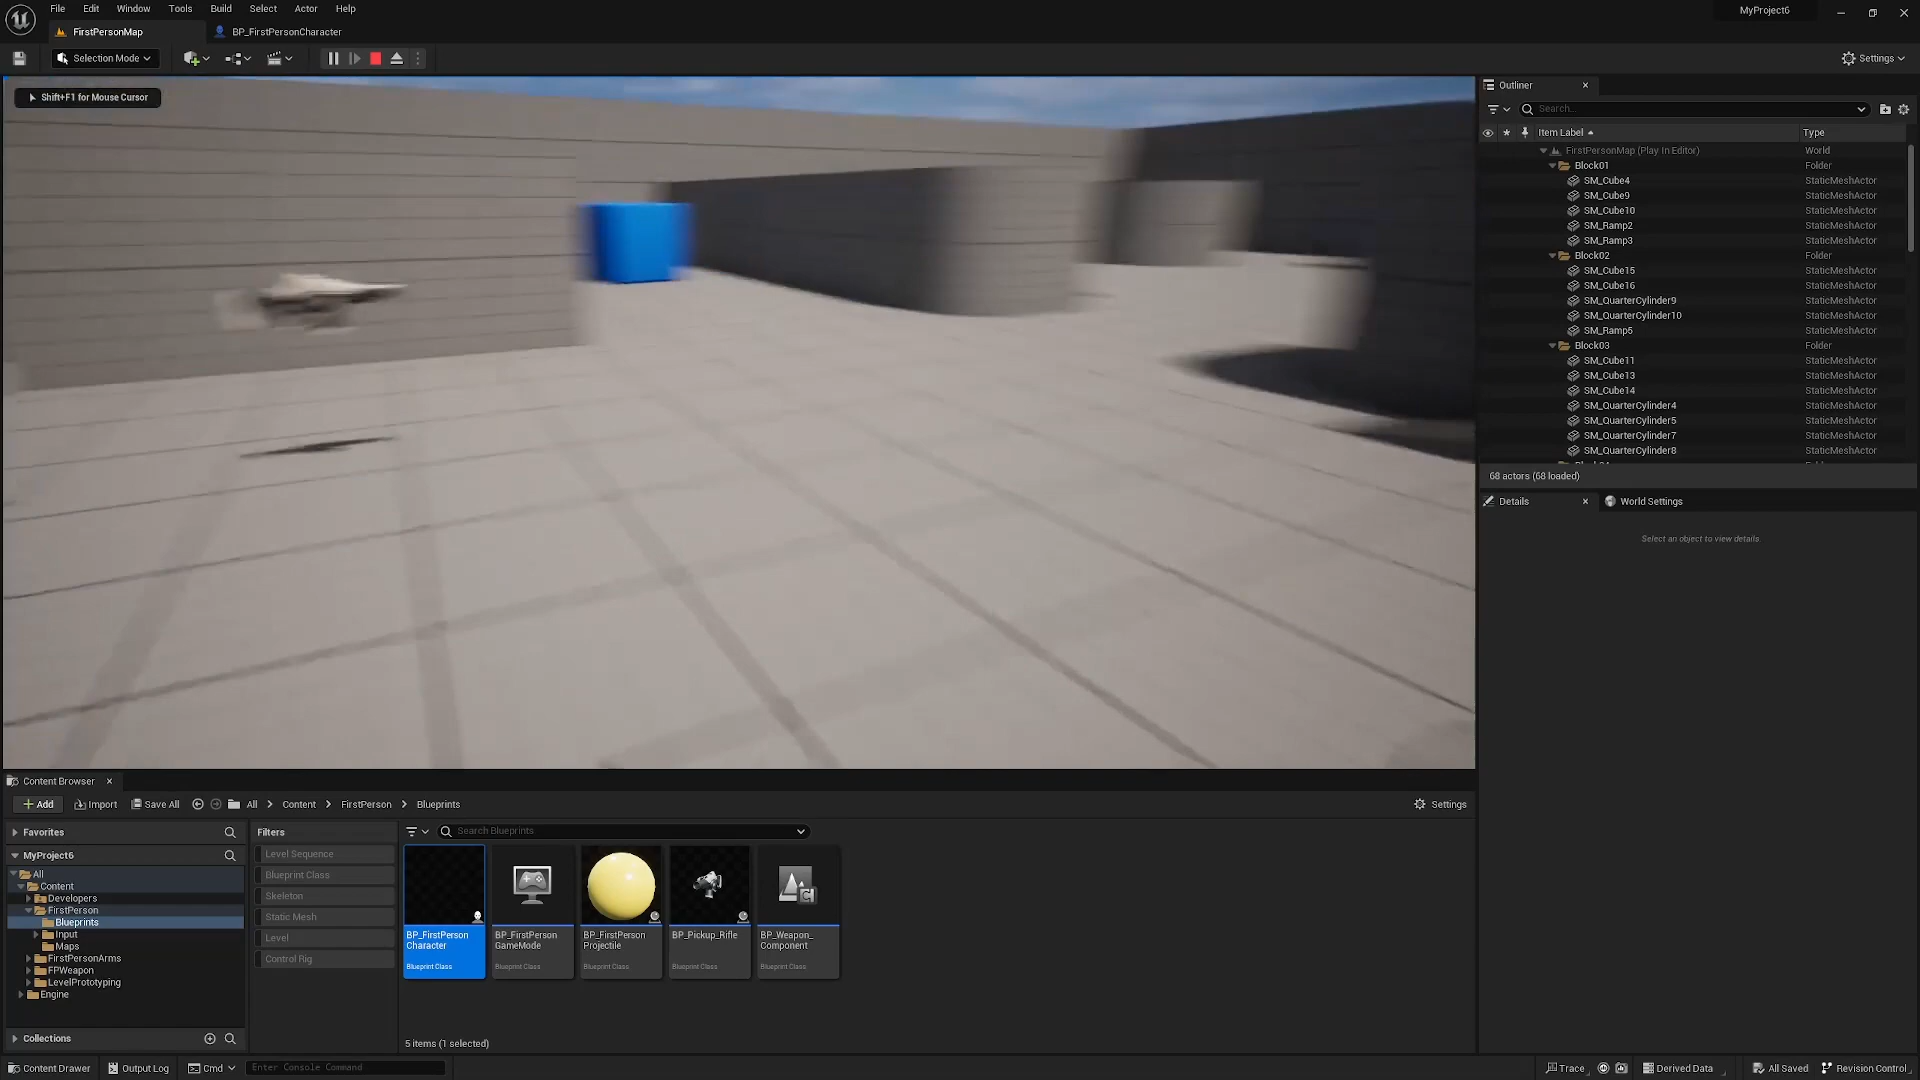 File Edit Window Tools Build Select Actor Help
MyProject6
FirstPersonMap
BP_FirstPersonCharacter
Selection Mode
Settings
Shift+F1 for Mouse Cursor
Outliner
Search...
Item Label
Type
FirstPersonMap (Play In Editor) World
Block01 Folder
SM_Cube4 StaticMeshActor
SM_Cube9 StaticMeshActor
SM_Cube10 StaticMeshActor
SM_Ramp2 StaticMeshActor
SM_Ramp3 StaticMeshActor
Block02 Folder
SM_Cube15 StaticMeshActor
SM_Cube16 StaticMeshActor
SM_QuarterCylinder9 StaticMeshActor
SM_QuarterCylinder10 StaticMeshActor
SM_Ramp5 StaticMeshActor
Block03 Folder
SM_Cube11 StaticMeshActor
SM_Cube13 StaticMeshActor
SM_Cube14 StaticMeshActor
SM_QuarterCylinder4 StaticMeshActor
SM_QuarterCylinder5 StaticMeshActor
SM_QuarterCylinder7 StaticMeshActor
SM_QuarterCylinder8 StaticMeshActor
68 actors (68 loaded)
Details
World Settings
Select an object to view details.
Content Browser
Add
Import
Save All
All > Content > FirstPerson > Blueprints
Settings
Favorites
MyProject6
All
Content
Developers
FirstPerson
Blueprints
Input
Maps
FirstPersonArms
FPWeapon
LevelPrototyping
Engine
Collections
Filters
Level Sequence
Blueprint Class
Skeleton
Static Mesh
Level
Control Rig
Search Blueprints
BP_FirstPerson
Character
Blueprint Class
BP_FirstPerson
GameMode
Blueprint Class
BP_FirstPerson
Projectile
Blueprint Class
BP_Pickup_Rifle
Blueprint Class
BP_Weapon_
Component
Blueprint Class
5 items (1 selected)
Content Drawer
Output Log
Cmd
Enter Console Command
Trace
Derived Data
All Saved
Revision Control